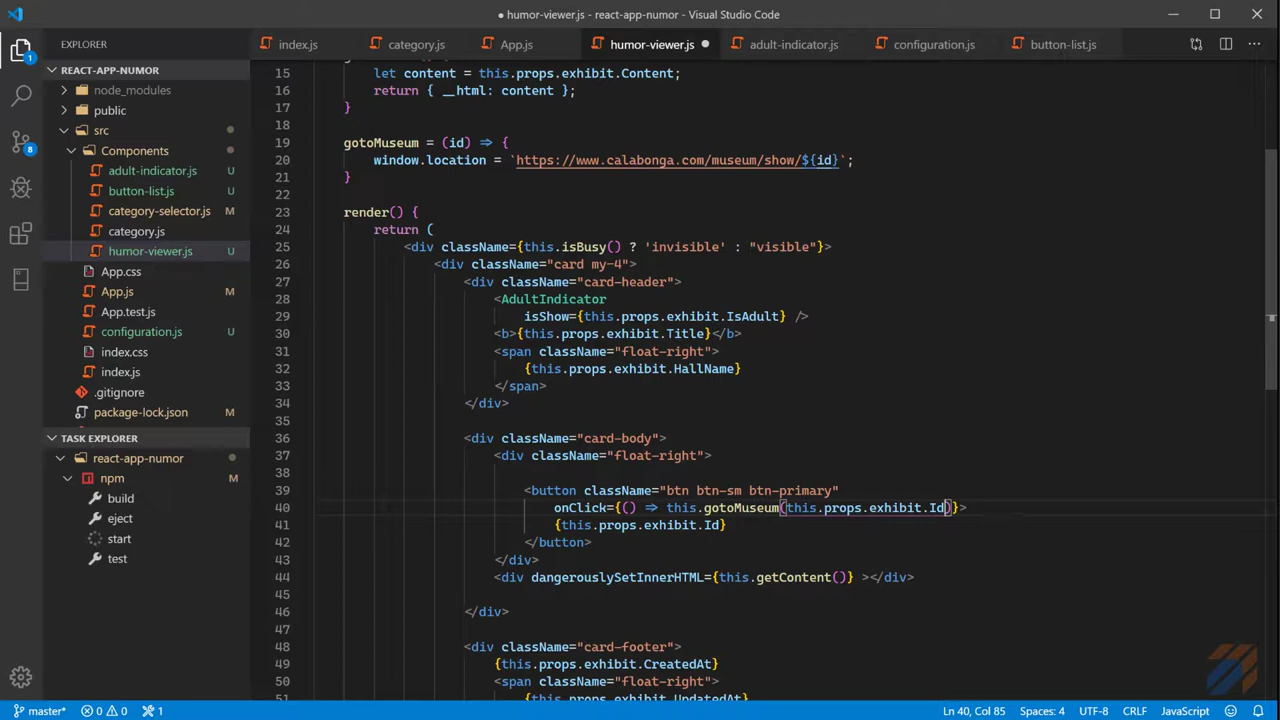 ● humor-viewer.js - react-app-numor - Visual Studio Code
EXPLORER
index.js
category.js
App.js
humor-viewer.js ●
adult-indicator.js
configuration.js
button-list.js
1
8
REACT-APP-NUMOR
node_modules
public
src
Components
adult-indicator.js U
button-list.js U
category-selector.js M
category.js
humor-viewer.js U
App.css
App.js M
App.test.js
configuration.js U
index.css
index.js
.gitignore
package-lock.json M
TASK EXPLORER
react-app-numor
npm M
build
eject
start
test
15 let content = this.props.exhibit.Content;
16 return { __html: content };
17 }
18
19 gotoMuseum = (id) => {
20 window.location = `https://www.calabonga.com/museum/show/${id}`;
21 }
22
23 render() {
24 return (
25 <div className={this.isBusy() ? 'invisible' : "visible"}>
26 <div className="card my-4">
27 <div className="card-header">
28 <AdultIndicator
29 isShow={this.props.exhibit.IsAdult} />
30 <b>{this.props.exhibit.Title}</b>
31 <span className="float-right">
32 {this.props.exhibit.HallName}
33 </span>
34 </div>
35
36 <div className="card-body">
37 <div className="float-right">
38
39 <button className="btn btn-sm btn-primary"
40 onClick={() => this.gotoMuseum(this.props.exhibit.Id)}>
41 {this.props.exhibit.Id}
42 </button>
43 </div>
44 <div dangerouslySetInnerHTML={this.getContent()} ></div>
45
46 </div>
47
48 <div className="card-footer">
49 {this.props.exhibit.CreatedAt}
50 <span className="float-right">
51 {this.props.exhibit.UpdatedAt}
master* 0 0 1 Ln 40, Col 85 Spaces: 4 UTF-8 CRLF JavaScript